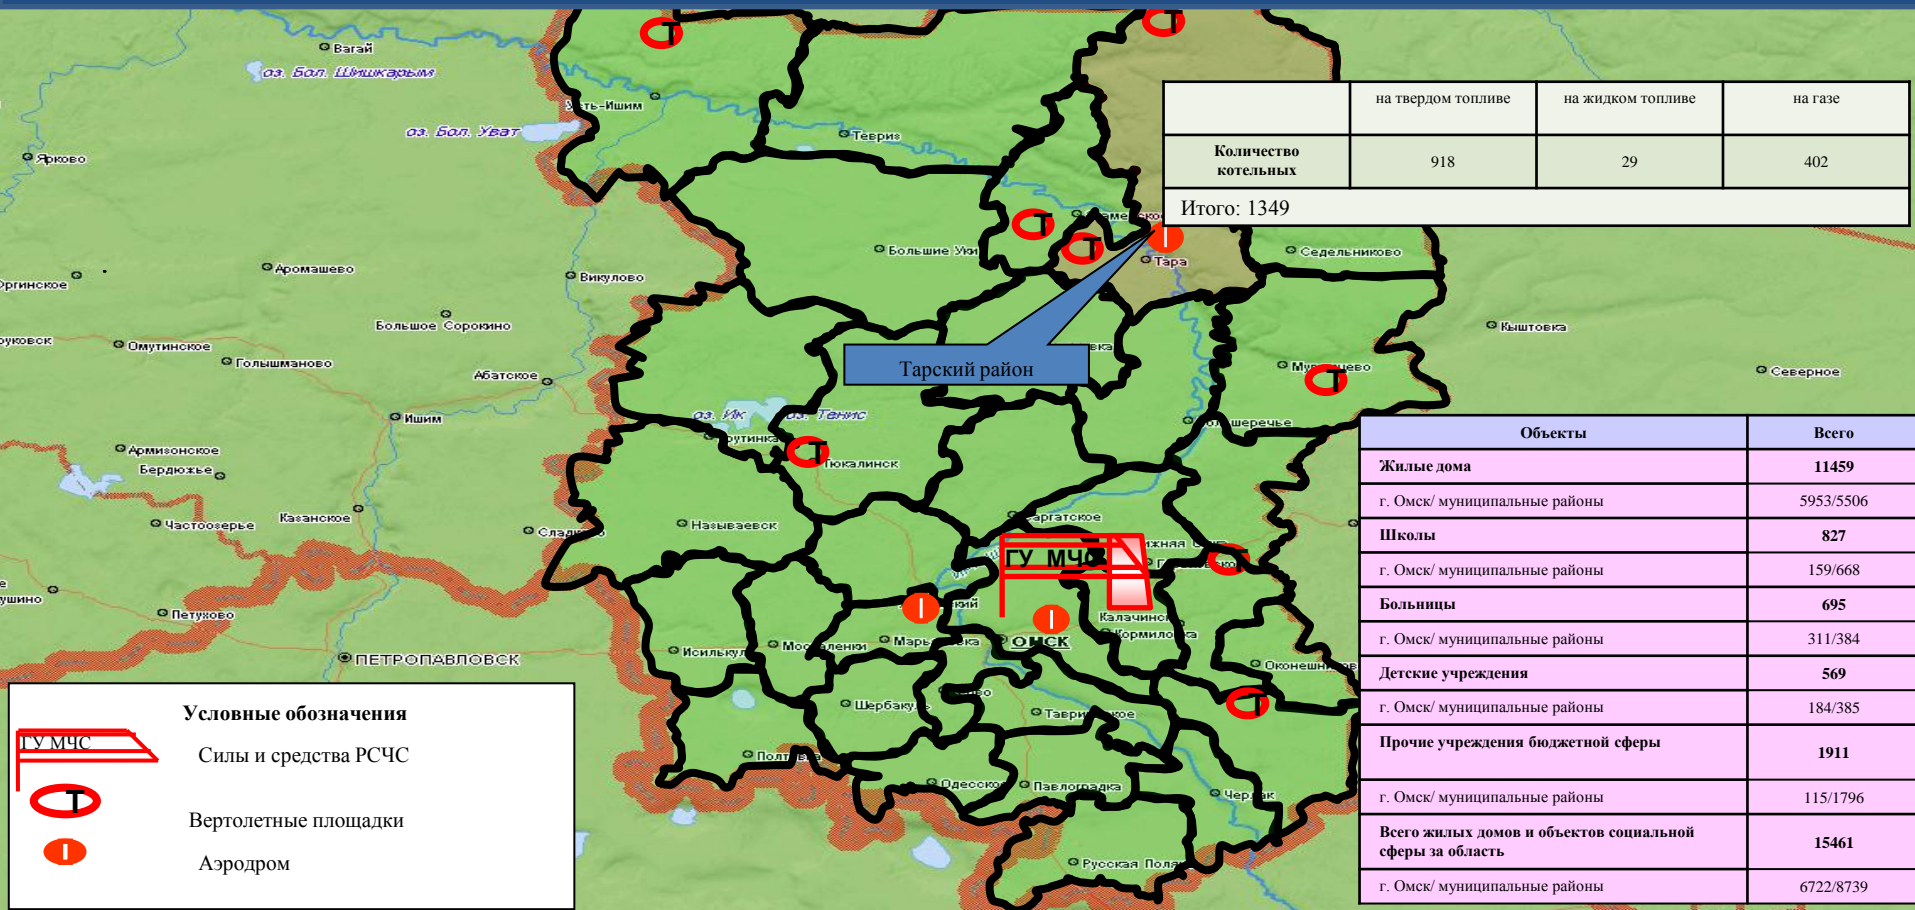 Вагай
оз. Бол. Шишкарым
Усть-Ишим
оз. Бол. Уват
Тевриз
Ярково
на твердом топливе
на жидком топливе
на газе
Количество котельных
918
29
402
Итого: 1349
Большие Уки
Тара
Седельниково
Аромашево
Викулово
Большое Сорокино
Омутинское
Голышманово
Абатское
Ишим
Кыштовка
Северное
Тарский район
оз. Ик
оз. Тенис
Тюкалинск
Армизонское
Бердюжье
Частоозерье
Казанское
Называевск
Петухово
ПЕТРОПАВЛОВСК
ГУ МЧС
Калачинск
Кормиловка
ОМСК
Исилькуль
Москаленки
Марьяновка
Шербакуль
Таврическое
Полтавка
Одесское
Павлоградка
Черлак
Русская Поляна
Объекты
Всего
Жилые дома
11459
г. Омск/ муниципальные районы
5953/5506
Школы
827
г. Омск/ муниципальные районы
159/668
Больницы
695
г. Омск/ муниципальные районы
311/384
Детские учреждения
569
г. Омск/ муниципальные районы
184/385
Прочие учреждения бюджетной сферы
1911
г. Омск/ муниципальные районы
115/1796
Всего жилых домов и объектов социальной
сферы за область
15461
г. Омск/ муниципальные районы
6722/8739
Условные обозначения
ГУ МЧС
Силы и средства РСЧС
Т
Вертолетные площадки
Аэродром